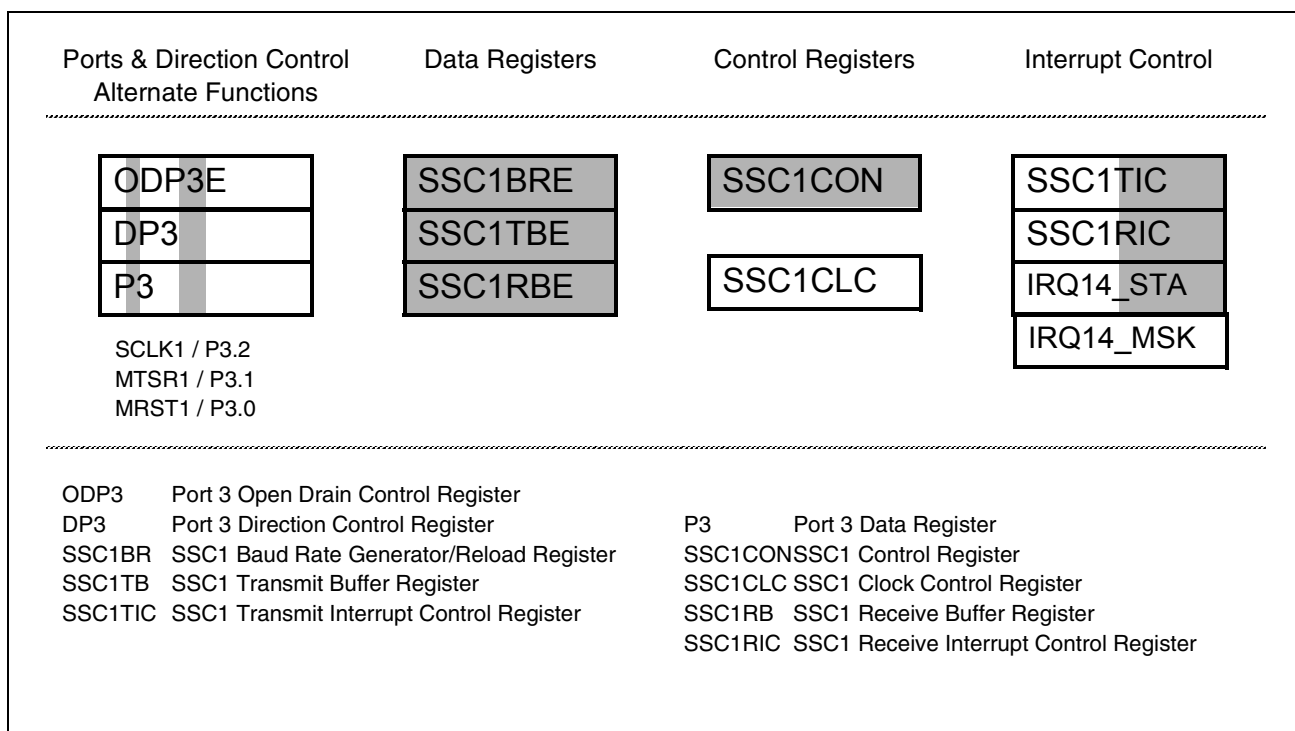 Ports & Direction Control
Alternate Functions
Data Registers
Control Registers
Interrupt Control
ODP3E
DP3
P3
SCLK1 / P3.2
MTSR1 / P3.1
MRST1 / P3.0
SSC1BRE
SSC1TBE
SSC1RBE
SSC1CON
SSC1CLC
SSC1TIC
SSC1RIC
IRQ14_STA
IRQ14_MSK
ODP3 Port 3 Open Drain Control Register
DP3 Port 3 Direction Control Register
SSC1BR SSC1 Baud Rate Generator/Reload Register
SSC1TB SSC1 Transmit Buffer Register
SSC1TIC SSC1 Transmit Interrupt Control Register
P3 Port 3 Data Register
SSC1CONSSC1 Control Register
SSC1CLC SSC1 Clock Control Register
SSC1RB SSC1 Receive Buffer Register
SSC1RIC SSC1 Receive Interrupt Control Register